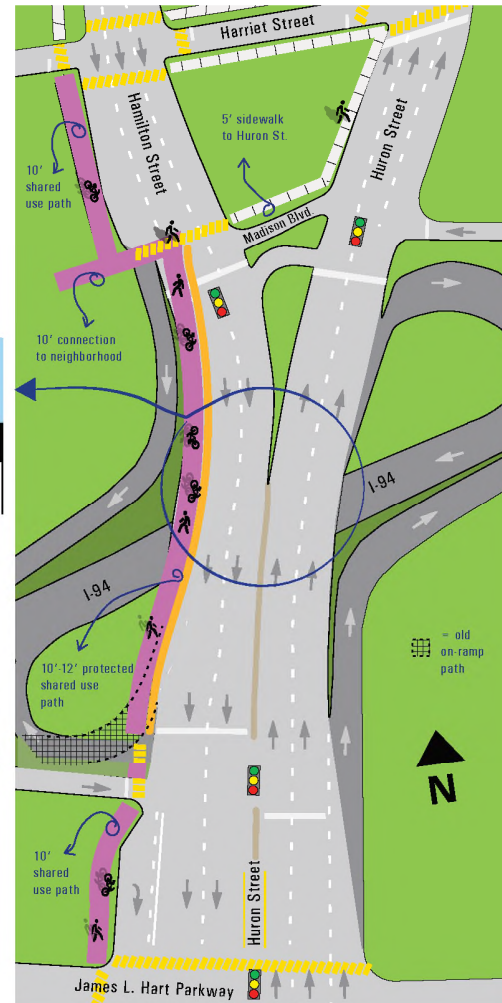 Harriet Street
Hamilton Street
5' sidewalk
to Huron St.
Huron Street
10'
shared
use path
Madison Blvd.
10' connection
to neighborhood
I-94
I-94
10'-12' protected
shared use
path
= old
on-ramp
path
N
10'
shared
use path
Huron Street
James L. Hart Parkway